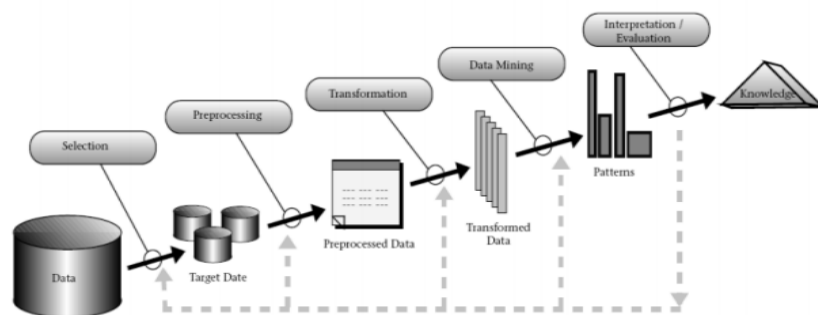 Interpretation /
Evaluation
Data Mining
Transformation
Preprocessing
Selection
Data
Target Date
Preprocessed Data
Transformed
Data
Patterns
Knowledge